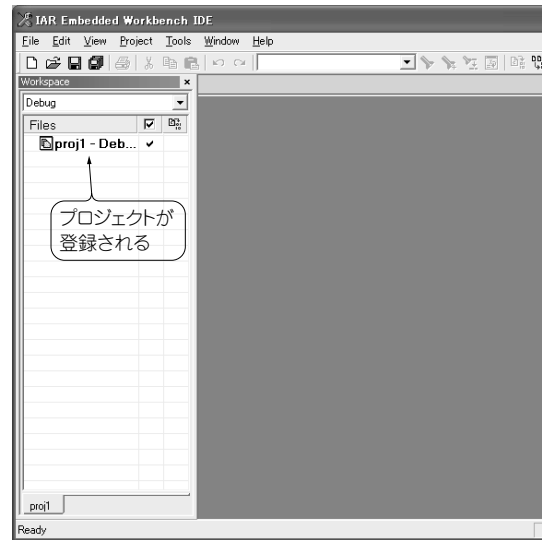 IAR Embedded Workbench IDE
File Edit View Project Tools Window Help
Workspace
Debug
Files
proj1 - Deb...
プロジェクトが
登録される
proj1
Ready